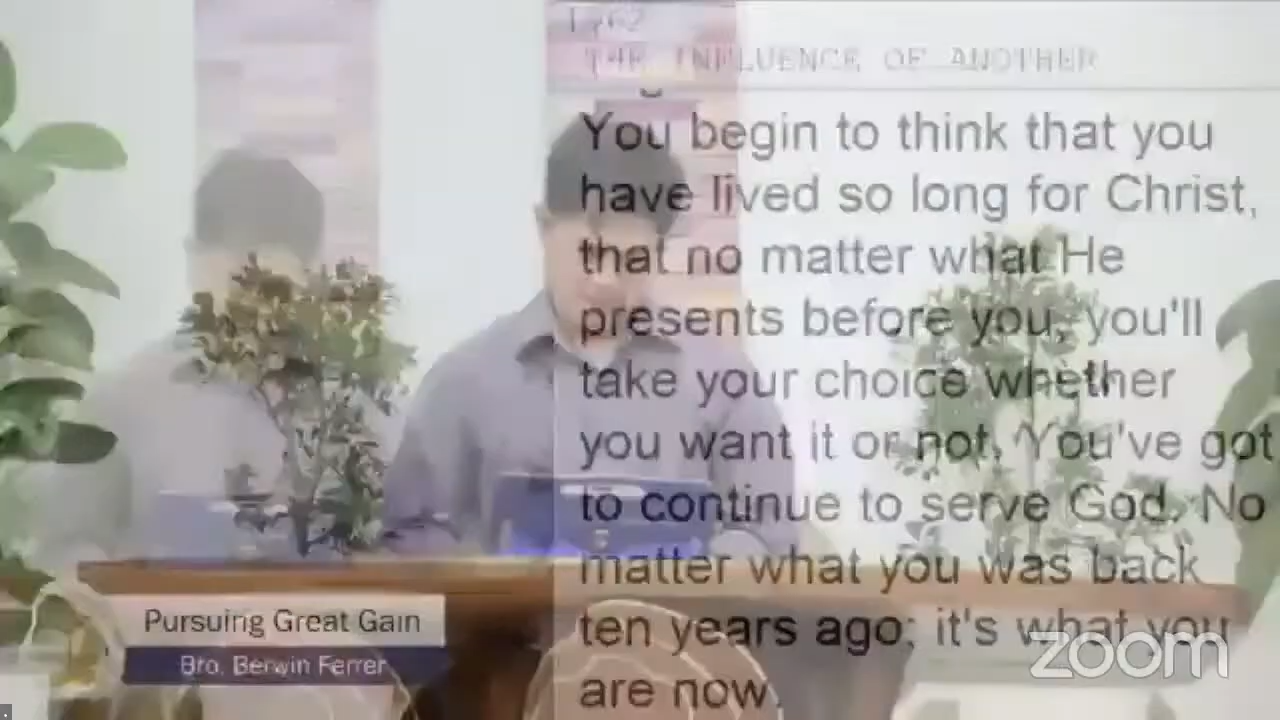 THE INFLUENCE OF ANOTHER
You begin to think that you
have lived so long for Christ,
that no matter what He
presents before you, you'll
take your choice whether
you want it or not. You've got
to continue to serve God. No
matter what you was back
ten years ago; it's what you
are now.
Pursuing Great Gain
Bro. Berwin Ferrer
zoom